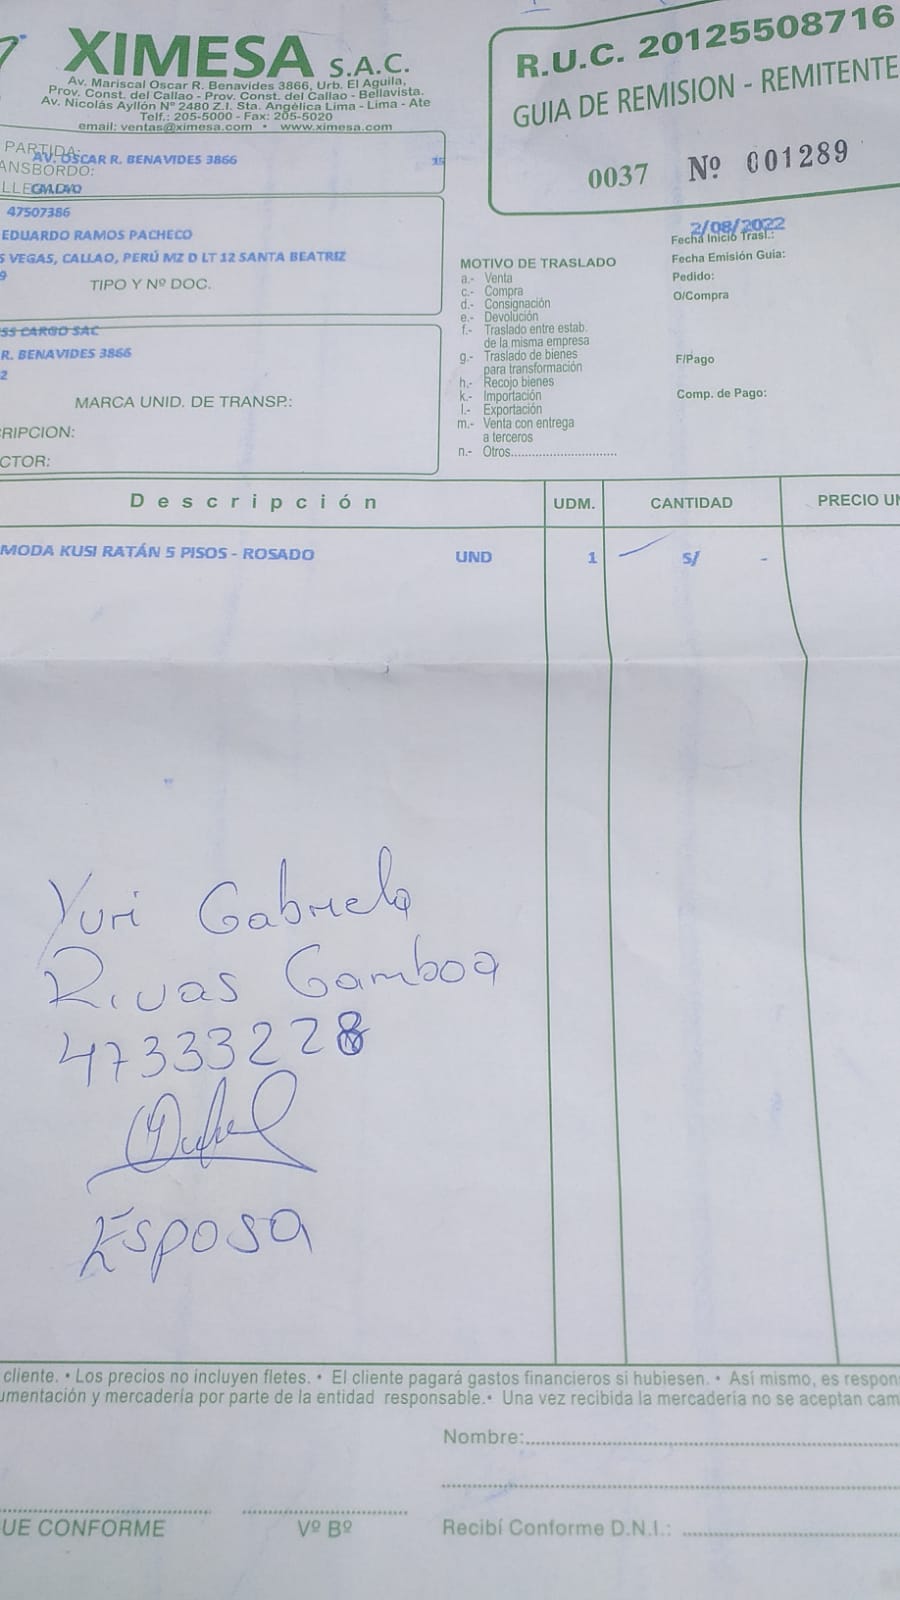 XIMESA S.A.C.
Av. Mariscal Oscar R. Benavides 3866, Urb. El Aguila,
Prov. Const. del Callao - Prov. Const. del Callao - Bellavista.
Av. Nicolás Ayllón Nº 2480 Z.I. Sta. Angélica Lima - Lima - Ate
Telf.: 205-5000 - Fax: 205-5020
email: ventas@ximesa.com • www.ximesa.com
R.U.C. 20125508716
GUIA DE REMISION - REMITENTE
0037 Nº 001289
PARTIDA:
AV. OSCAR R. BENAVIDES 3866
ANSBORDO:
47507386
EDUARDO RAMOS PACHECO
S VEGAS, CALLAO, PERÚ MZ D LT 12 SANTA BEATRIZ
9
TIPO Y Nº DOC.
2/08/2022
Fecha Inicio Trasl.:
Fecha Emisión Guia:
Pedido:
O/Compra
F/Pago
Comp. de Pago:
MOTIVO DE TRASLADO
a.- Venta
c.- Compra
d.- Consignación
e.- Devolución
f.- Traslado entre estab.
de la misma empresa
g.- Traslado de bienes
para transformación
h.- Recojo bienes
k.- Importación
l.- Exportación
m.- Venta con entrega
a terceros
n.- Otros
SS CARGO SAC
R. BENAVIDES 3866
2
MARCA UNID. DE TRANSP.:
RIPCION:
CTOR:
Descripción UDM. CANTIDAD PRECIO UN
MODA KUSI RATÁN 5 PISOS - ROSADO UND 1 S/ -
Yuri Gabriela
Rivas Gamboa
47333228
Esposa
cliente. • Los precios no incluyen fletes. • El cliente pagará gastos financieros si hubiesen. • Así mismo, es respon
umentación y mercadería por parte de la entidad responsable. • Una vez recibida la mercadería no se aceptan cam
Nombre:
UE CONFORME Vº Bº Recibí Conforme D.N.I.: